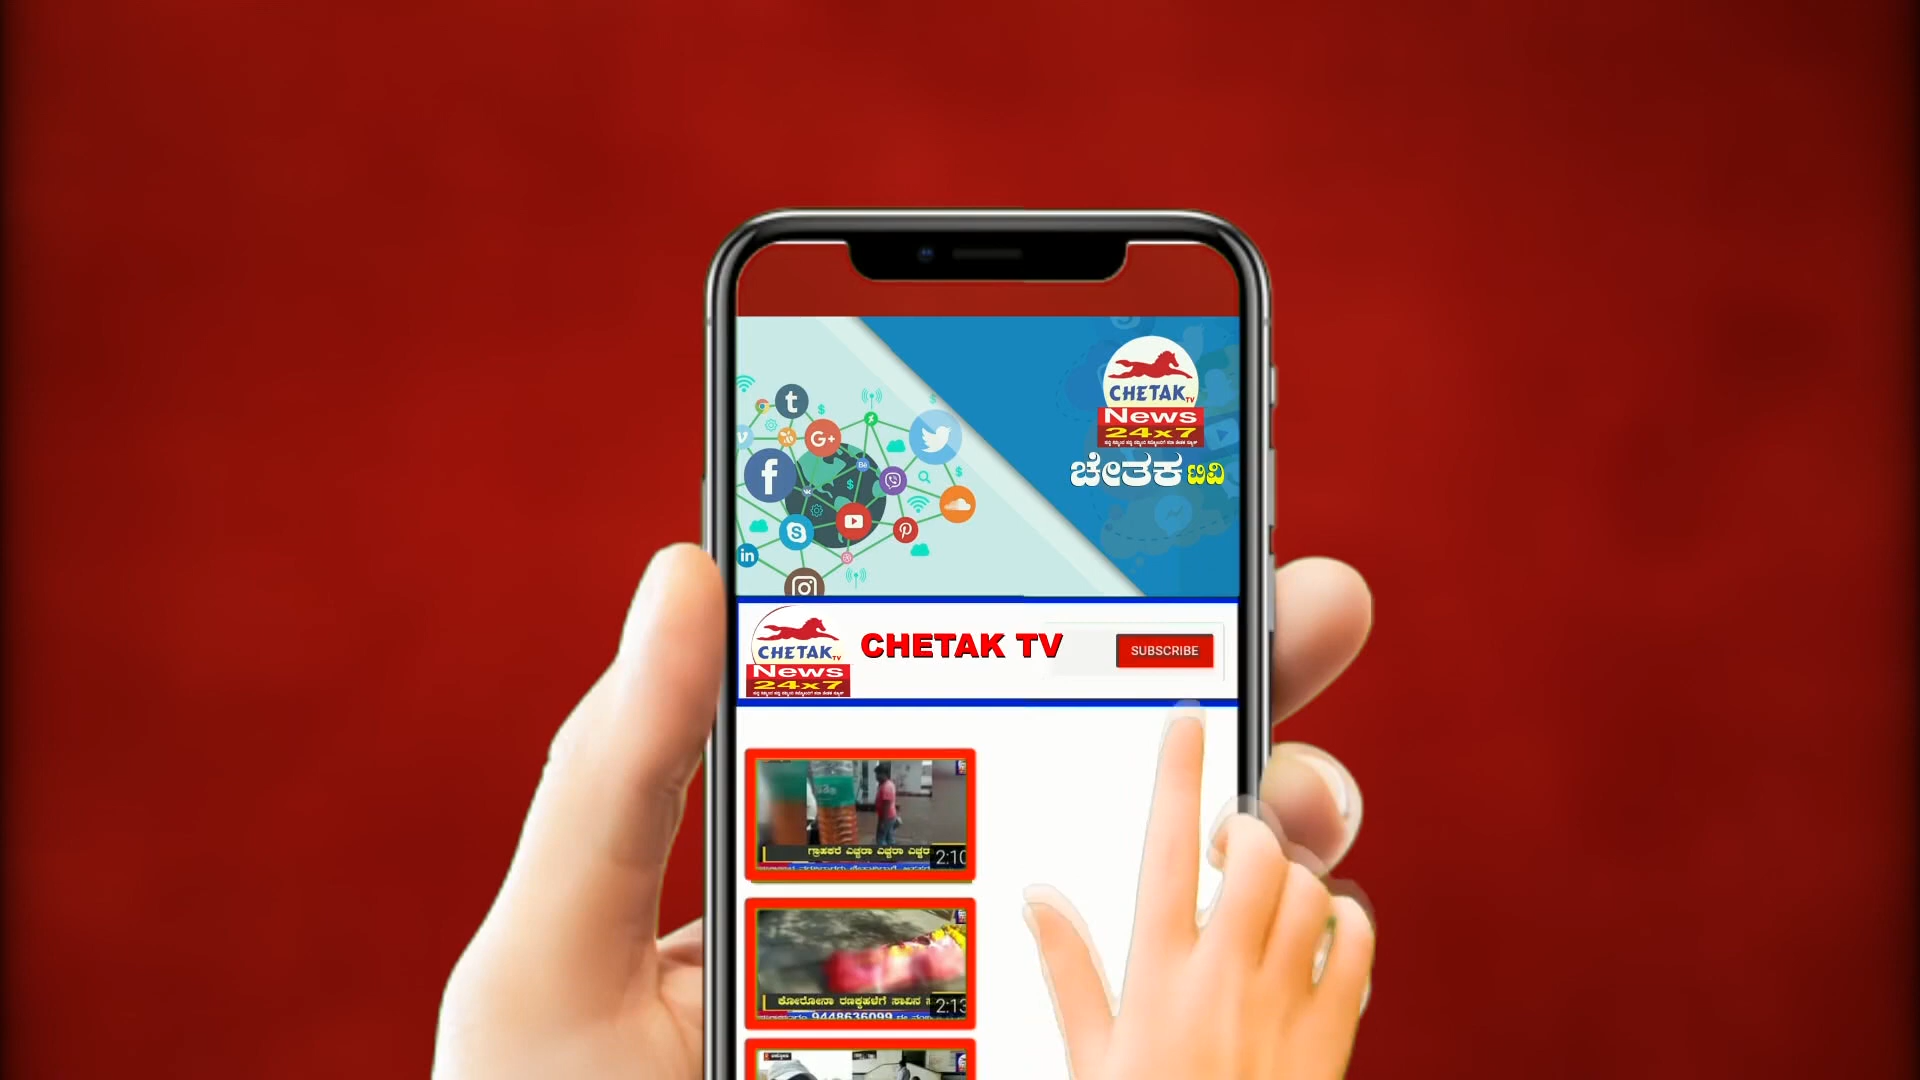 CHETAK TV
News
24x7
ಚೇತಕ ಟಿವಿ
CHETAK TV
News
24x7
CHETAK TV
SUBSCRIBE
ಗ್ರಾಹಕರೆ ಎಚ್ಚರಾ ಎಚ್ಚರಾ ಎಚ್ಚರ
2:10
ಕೋರೋನಾ ರಣಕ್ಕಹಳೆಗೆ ಸಾವಿನ
2:13
9448636099